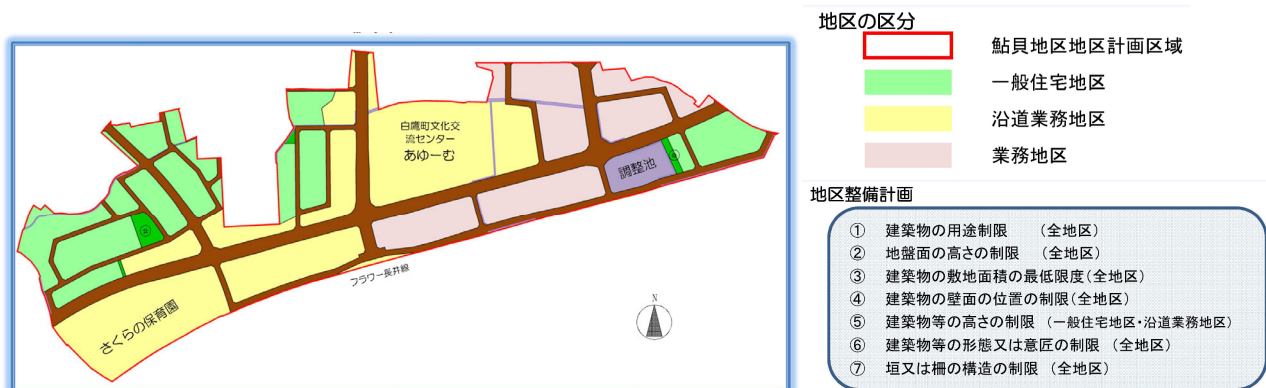 白鷹町文化交
流センター
あゆーむ
調整池
フラワー長井線
さくらの保育園
N
地区の区分
鮎貝地区地区計画区域
一般住宅地区
沿道業務地区
業務地区
地区整備計画
① 建築物の用途制限 (全地区)
② 地盤面の高さの制限 (全地区)
③ 建築物の敷地面積の最低限度(全地区)
④ 建築物の壁面の位置の制限(全地区)
⑤ 建築物等の高さの制限 (一般住宅地区・沿道業務地区)
⑥ 建築物等の形態又は意匠の制限 (全地区)
⑦ 垣又は柵の構造の制限 (全地区)